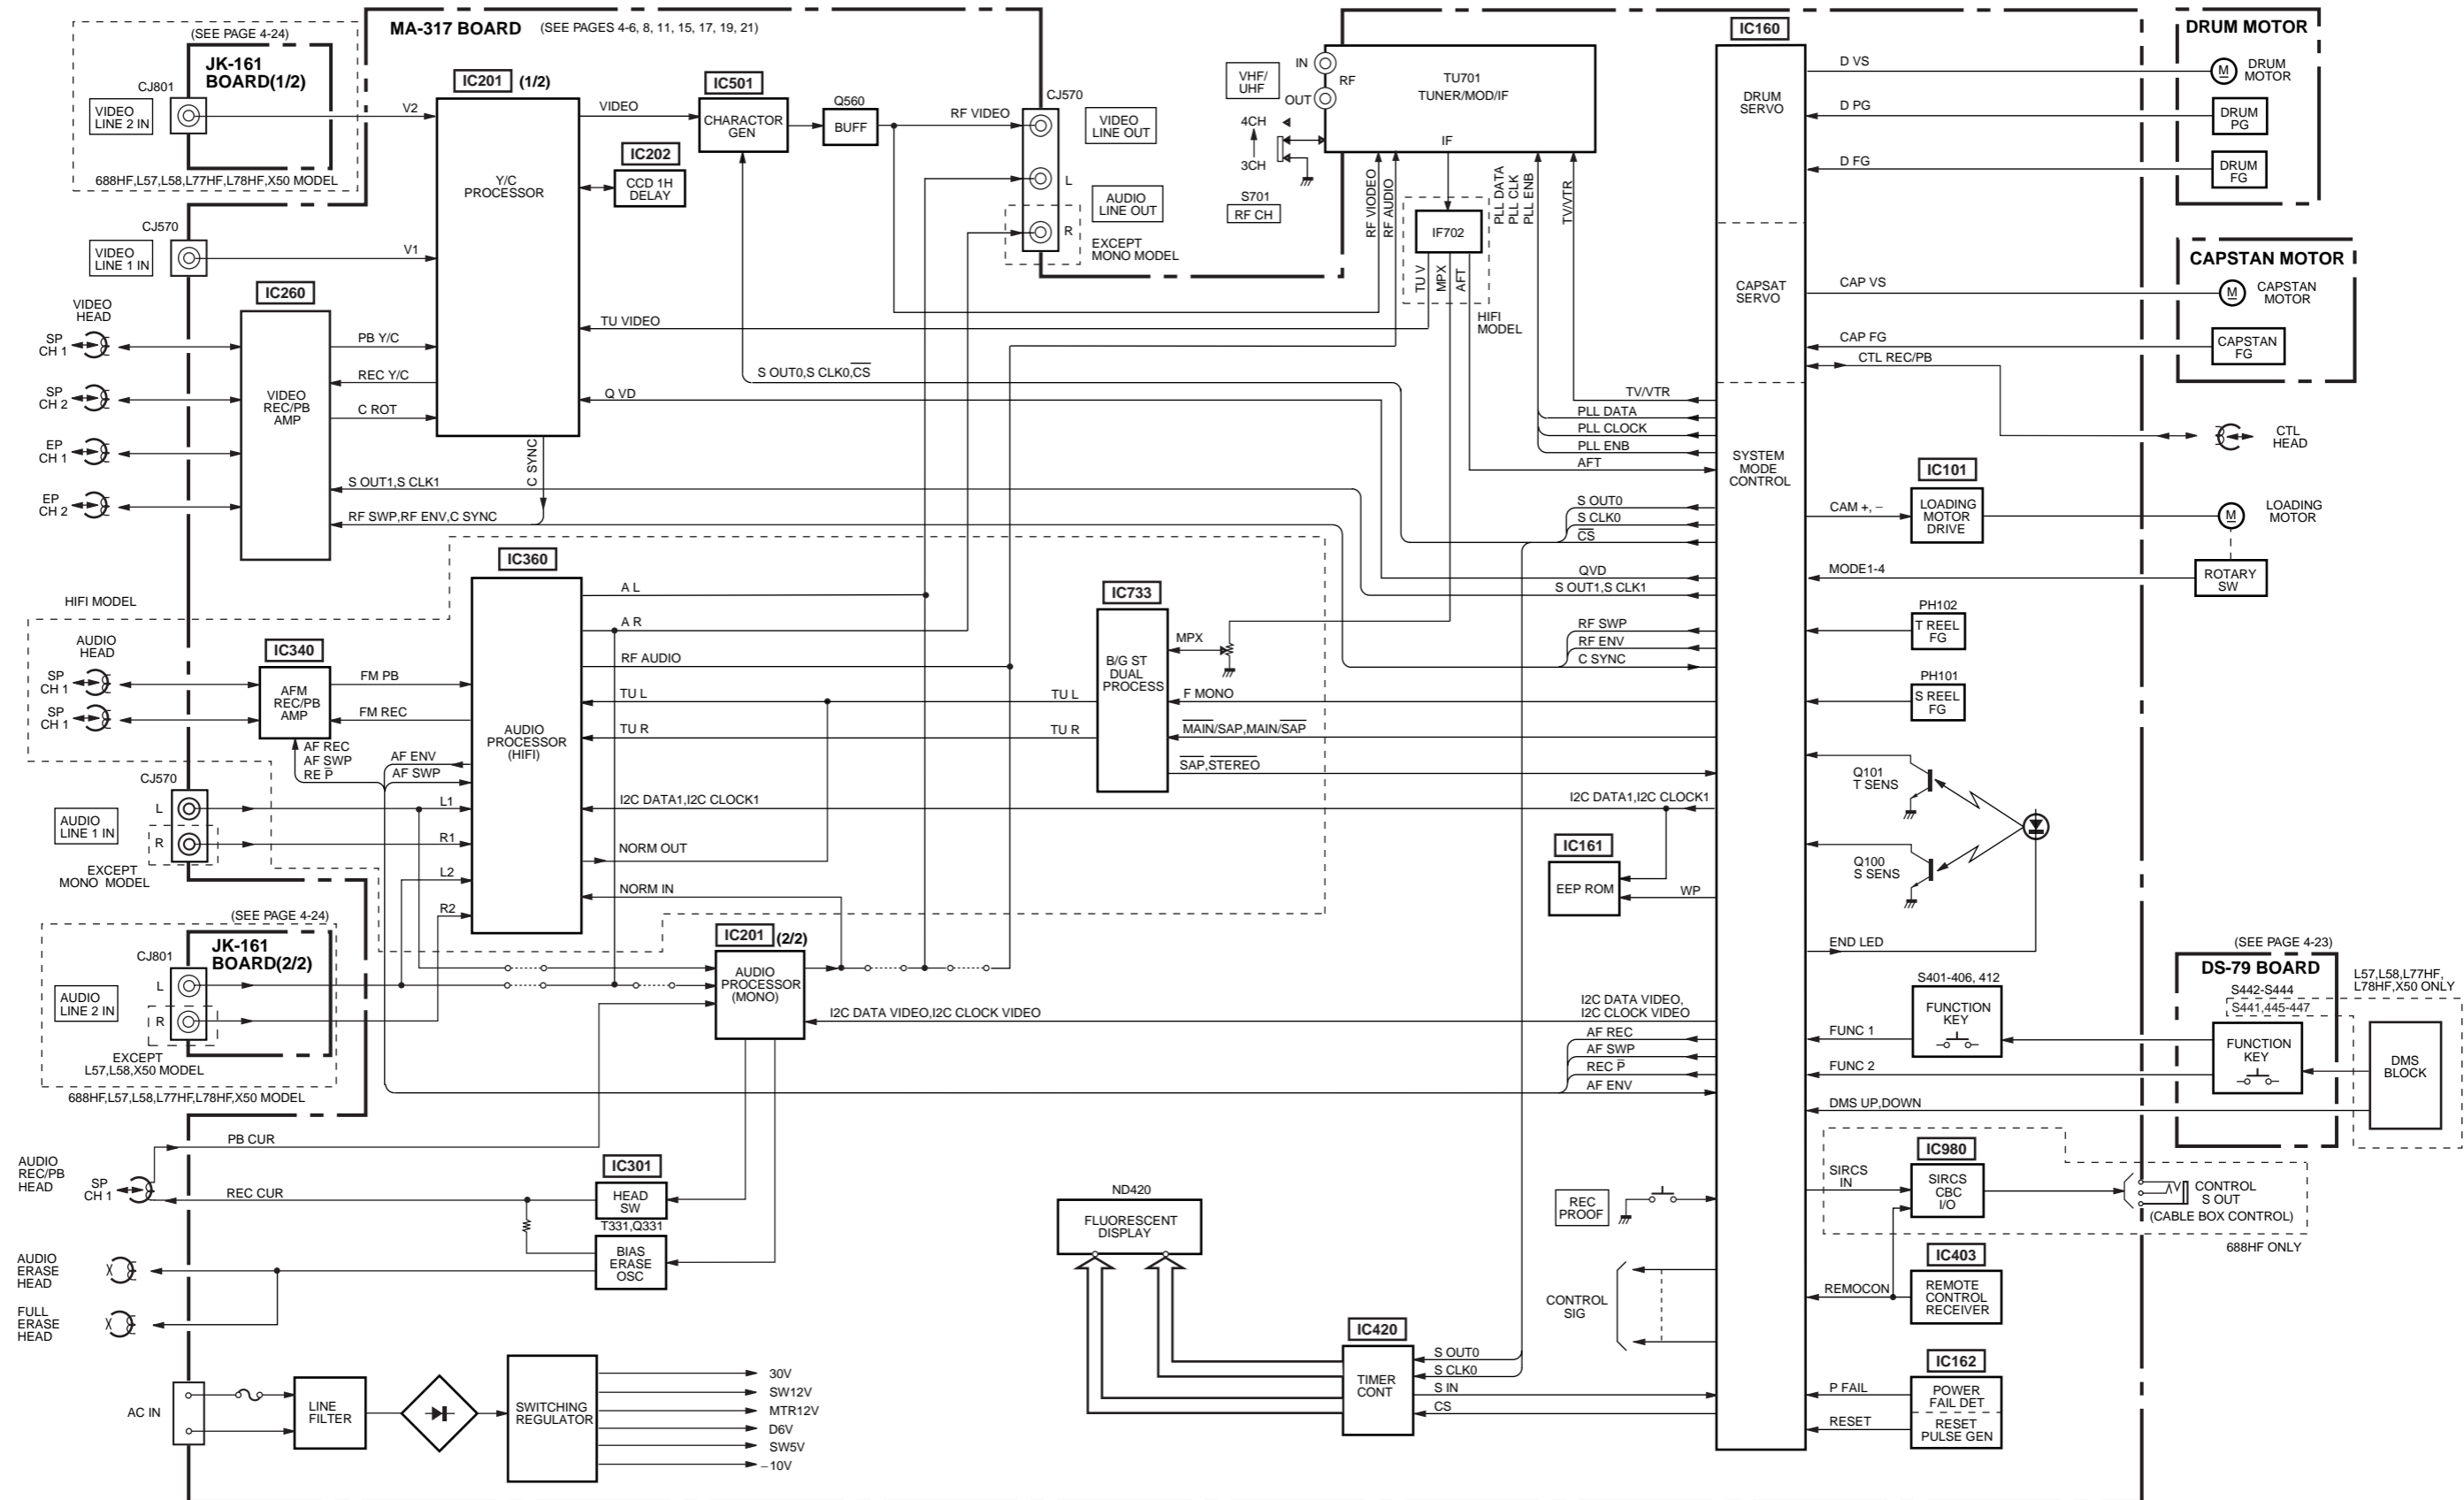 MA-317 BOARD (SEE PAGES 4-6, 8, 11, 15, 17, 19, 21)
(SEE PAGE 4-24)
JK-161
BOARD(1/2)
CJ801
VIDEO
LINE 2 IN
688HF,L57,L58,L77HF,L78HF,X50 MODEL
V2
CJ570
VIDEO
LINE 1 IN
V1
IC201 (1/2)
Y/C
PROCESSOR
VIDEO
IC501
CHARACTOR
GEN
Q560
BUFF
RF VIDEO
CJ570
VIDEO
LINE OUT
L
AUDIO
LINE OUT
R
EXCEPT
MONO MODEL
IC202
CCD 1H
DELAY
VIDEO
HEAD
SP
CH 1
SP
CH 2
EP
CH 1
EP
CH 2
IC260
VIDEO
REC/PB
AMP
PB Y/C
REC Y/C
C ROT
TU VIDEO
S OUT0,S CLK0,CS
Q VD
C SYNC
S OUT1,S CLK1
RF SWP,RF ENV,C SYNC
VHF/
UHF
IN
RF
OUT
4CH
3CH
S701
RF CH
TU701
TUNER/MOD/IF
IF
RF VIODEO
RF AUDIO
IF702
TU V
MPX
AFT
HIFI
MODEL
PLL DATA
PLL CLK
PLL ENB
TV/VTR
IC160
DRUM
SERVO
CAPSAT
SERVO
SYSTEM
MODE
CONTROL
TV/VTR
PLL DATA
PLL CLOCK
PLL ENB
AFT
S OUT0
S CLK0
CS
QVD
S OUT1,S CLK1
RF SWP
RF ENV
C SYNC
DRUM MOTOR
D VS
M
DRUM
MOTOR
D PG
DRUM
PG
D FG
DRUM
FG
CAPSTAN MOTOR
CAP VS
M
CAPSTAN
MOTOR
CAP FG
CAPSTAN
FG
CTL REC/PB
CTL
HEAD
IC101
CAM +, –
LOADING
MOTOR
DRIVE
M
LOADING
MOTOR
MODE1-4
ROTARY
SW
PH102
T REEL
FG
PH101
S REEL
FG
Q101
T SENS
Q100
S SENS
END LED
HIFI MODEL
AUDIO
HEAD
SP
CH 1
SP
CH 1
IC340
AFM
REC/PB
AMP
FM PB
FM REC
AF REC
AF SWP
RE P
AF ENV
AF SWP
IC360
AUDIO
PROCESSOR
(HIFI)
A L
A R
RF AUDIO
TU L
TU R
I2C DATA1,I2C CLOCK1
NORM OUT
NORM IN
IC733
B/G ST
DUAL
PROCESS
TU L
TU R
MPX
F MONO
MAIN/SAP,MAIN/SAP
SAP,STEREO
I2C DATA1,I2C CLOCK1
IC161
EEP ROM
WP
CJ570
AUDIO
LINE 1 IN
L
R
L1
R1
L2
R2
EXCEPT
MONO MODEL
(SEE PAGE 4-24)
JK-161
BOARD(2/2)
CJ801
AUDIO
LINE 2 IN
L
R
EXCEPT
L57,L58,X50 MODEL
688HF,L57,L58,L77HF,L78HF,X50 MODEL
IC201 (2/2)
AUDIO
PROCESSOR
(MONO)
I2C DATA VIDEO,I2C CLOCK VIDEO
I2C DATA VIDEO,
I2C CLOCK VIDEO
AF REC
AF SWP
REC P
AF ENV
S401-406, 412
FUNCTION
KEY
FUNC 1
FUNC 2
DMS UP,DOWN
(SEE PAGE 4-23)
DS-79 BOARD
S442-S444
S441,445-447
FUNCTION
KEY
L57,L58,L77HF,
L78HF,X50 ONLY
DMS
BLOCK
AUDIO
REC/PB
HEAD
SP
CH 1
PB CUR
REC CUR
IC301
HEAD
SW
T331,Q331
BIAS
ERASE
OSC
AUDIO
ERASE
HEAD
FULL
ERASE
HEAD
ND420
FLUORESCENT
DISPLAY
REC
PROOF
CONTROL
SIG
IC420
TIMER
CONT
S OUT0
S CLK0
S IN
CS
SIRCS
IN
IC980
SIRCS
CBC
I/O
CONTROL
S OUT
(CABLE BOX CONTROL)
688HF ONLY
IC403
REMOCON
REMOTE
CONTROL
RECEIVER
IC162
P FAIL
POWER
FAIL DET
RESET
RESET
PULSE GEN
AC IN
LINE
FILTER
SWITCHING
REGULATOR
30V
SW12V
MTR12V
D6V
SW5V
–10V